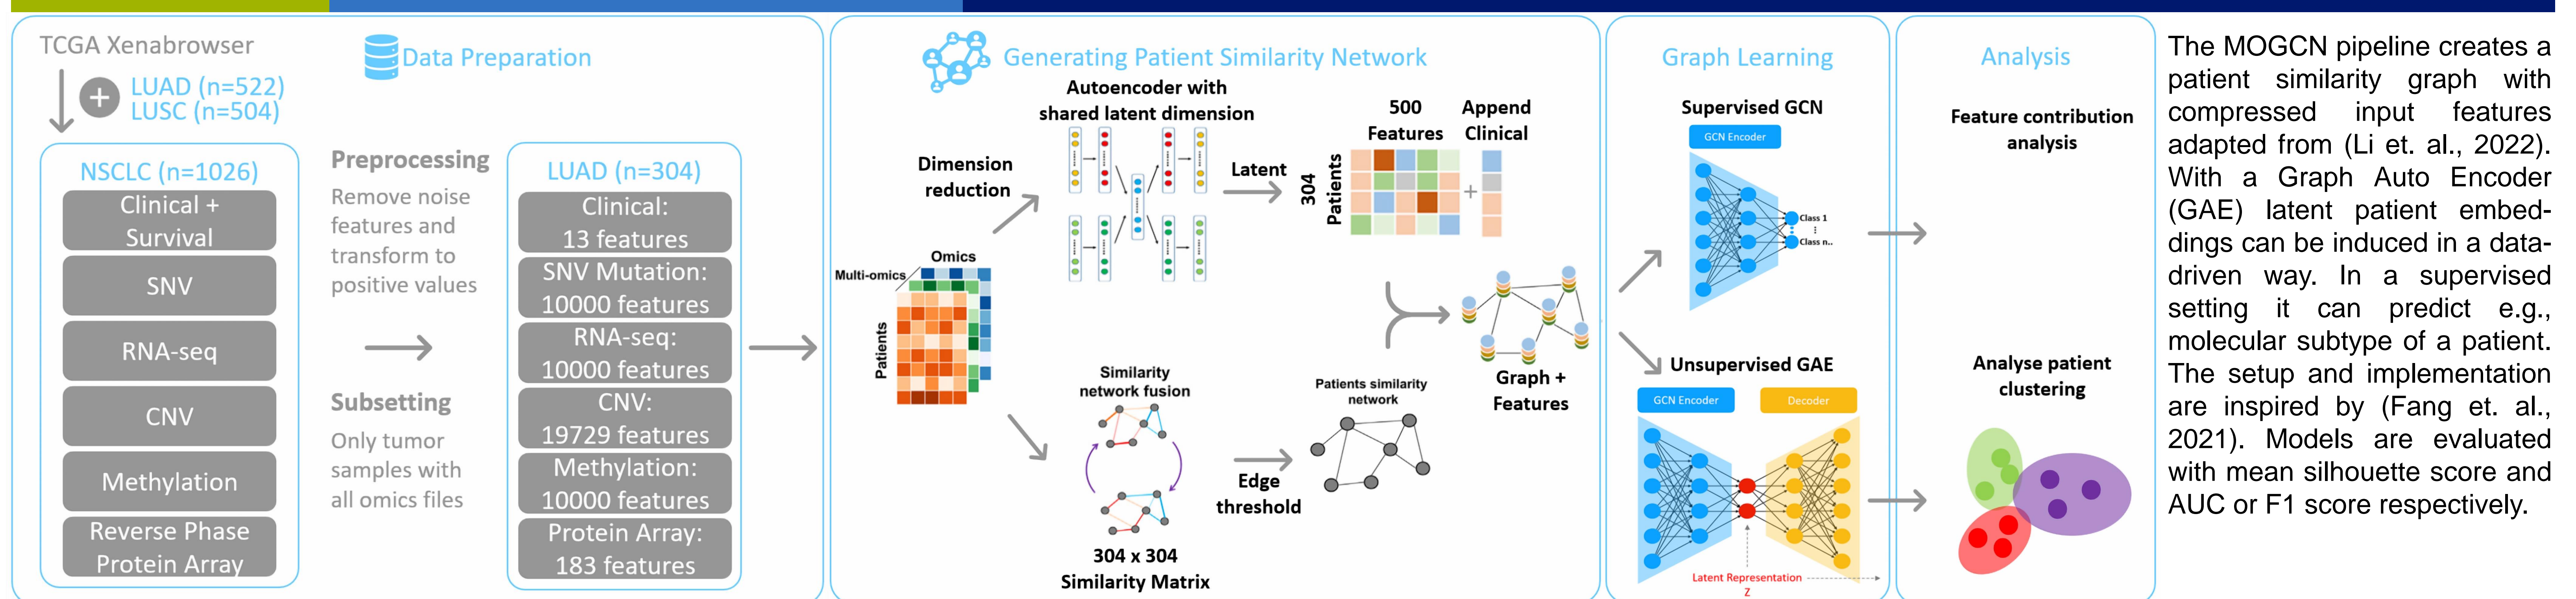 TCGA Xenabrowser
LUAD (n=522)
LUSC (n=504)
Data Preparation
NSCLC (n=1026)
Clinical +
Survival
SNV
RNA-seq
CNV
Methylation
Reverse Phase
Protein Array
Preprocessing
Remove noise
features and
transform to
positive values
Subsetting
Only tumor
samples with
all omics files
LUAD (n=304)
Clinical:
13 features
SNV Mutation:
10000 features
RNA-seq:
10000 features
CNV:
19729 features
Methylation:
10000 features
Protein Array:
183 features
Generating Patient Similarity Network
Autoencoder with
shared latent dimension
Dimension
reduction
Latent
500
Features
Append
Clinical
304
Patients
+
Omics
Multi-omics
Patients
Similarity
network fusion
304 x 304
Similarity Matrix
Edge
threshold
Patients similarity
network
Graph +
Features
Graph Learning
Supervised GCN
GCN Encoder
Class 1
Class n..
Unsupervised GAE
GCN Encoder
Decoder
Latent Representation
Z
Analysis
Feature contribution
analysis
Analyse patient
clustering
The MOGCN pipeline creates a
patient similarity graph with
compressed input features
adapted from (Li et. al., 2022).
With a Graph Auto Encoder
(GAE) latent patient embed-
dings can be induced in a data-
driven way. In a supervised
setting it can predict e.g.,
molecular subtype of a patient.
The setup and implementation
are inspired by (Fang et. al.,
2021). Models are evaluated
with mean silhouette score and
AUC or F1 score respectively.